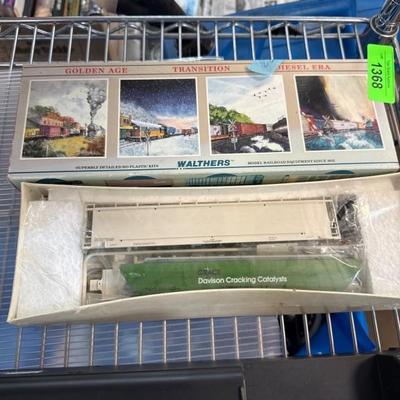 GOLDEN AGE TRANSITION DIESEL ERA
1368
SUPERBLY DETAILED HO PLASTIC KITS WALTHERS MODEL RAILROAD EQUIPMENT SINCE 1932
GRACE
Davison Cracking Catalysts